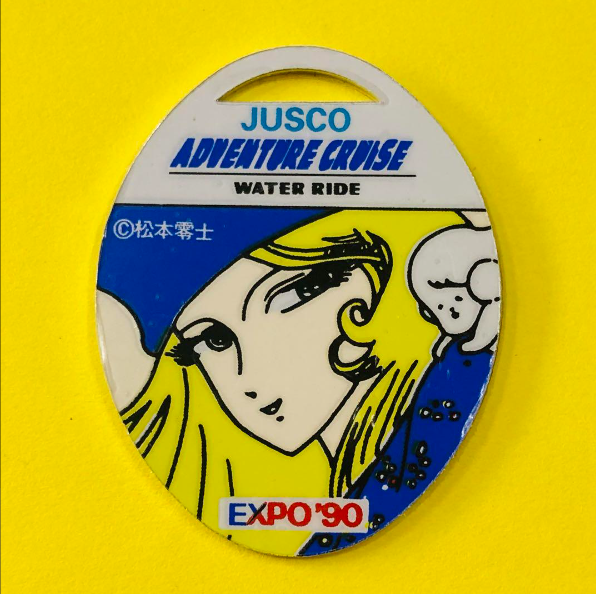 JUSCO
ADVENTURE CRUISE
WATER RIDE
©松本零士
EXPO '90